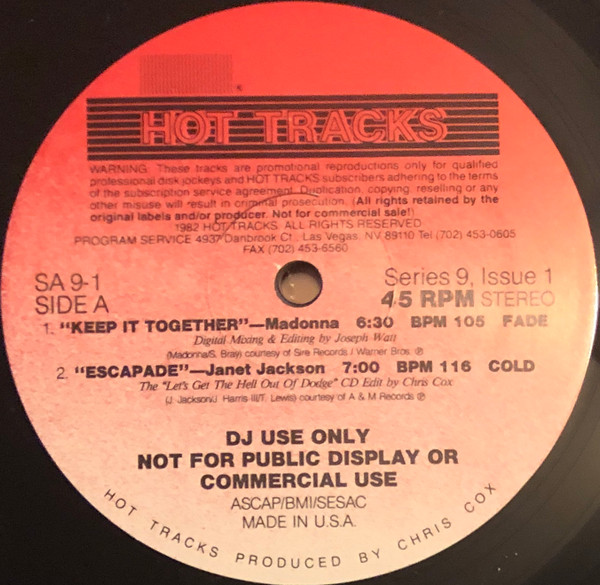 HOT TRACKS
WARNING: These tracks are promotional reproductions only for qualified
professional disk jockeys and HOT TRACKS subscribers adhering to the terms
of the subscription service agreement. Duplication, copying, reselling or any
other misuse will result in criminal prosecution. (All rights retained by the
original labels and/or producer. Not for commercial sale!)
1982 HOT TRACKS. ALL RIGHTS RESERVED.
PROGRAM SERVICE 4937 Danbrook Ct., Las Vegas, NV 89110 Tel (702) 453-0605
FAX (702) 453-6560
SA 9-1 Series 9, Issue 1
SIDE A 45 RPM STEREO
1. "KEEP IT TOGETHER"—Madonna 6:30 BPM 105 FADE
Digital Mixing & Editing by Joseph Watt
(Madonna/S. Bray) courtesy of Sire Records / Warner Bros. ℗
2. "ESCAPADE"—Janet Jackson 7:00 BPM 116 COLD
The "Let's Get The Hell Out Of Dodge" CD Edit by Chris Cox
(J. Jackson/J. Harris III/T. Lewis) courtesy of A & M Records ℗
DJ USE ONLY
NOT FOR PUBLIC DISPLAY OR
COMMERCIAL USE
ASCAP/BMI/SESAC
MADE IN U.S.A.
HOT TRACKS PRODUCED BY CHRIS COX